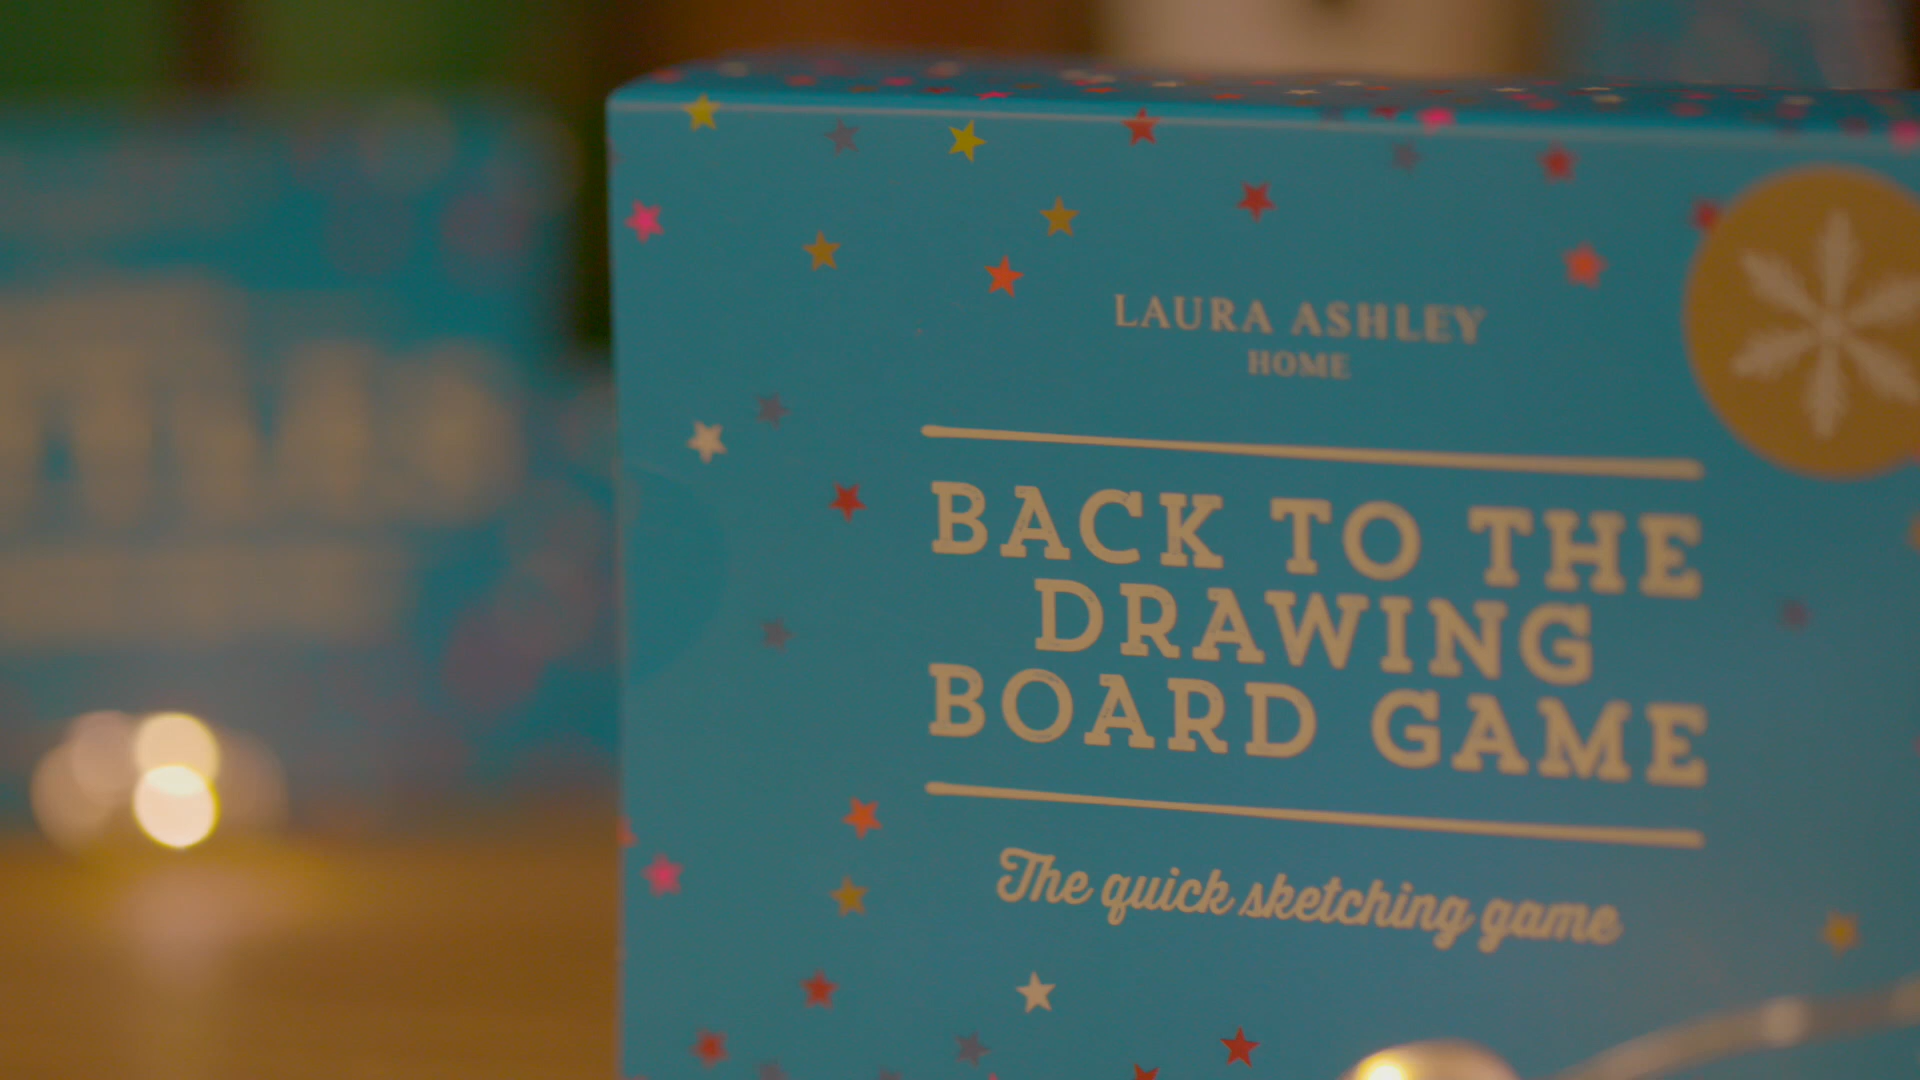 LAURA ASHLEY
HOME
BACK TO THE
DRAWING
BOARD GAME
The quick sketching game